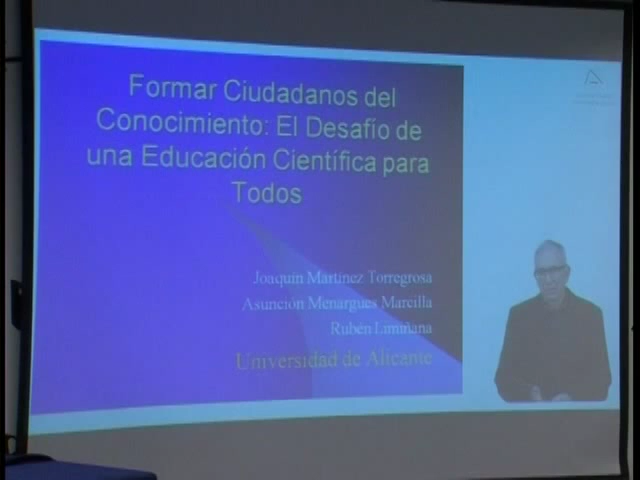 Formar Ciudadanos del
Conocimiento: El Desafío de
una Educación Científica para
Todos
Joaquín Martínez Torregrosa
Asunción Menargues Marcilla
Rubén Limiñana
Universidad de Alicante